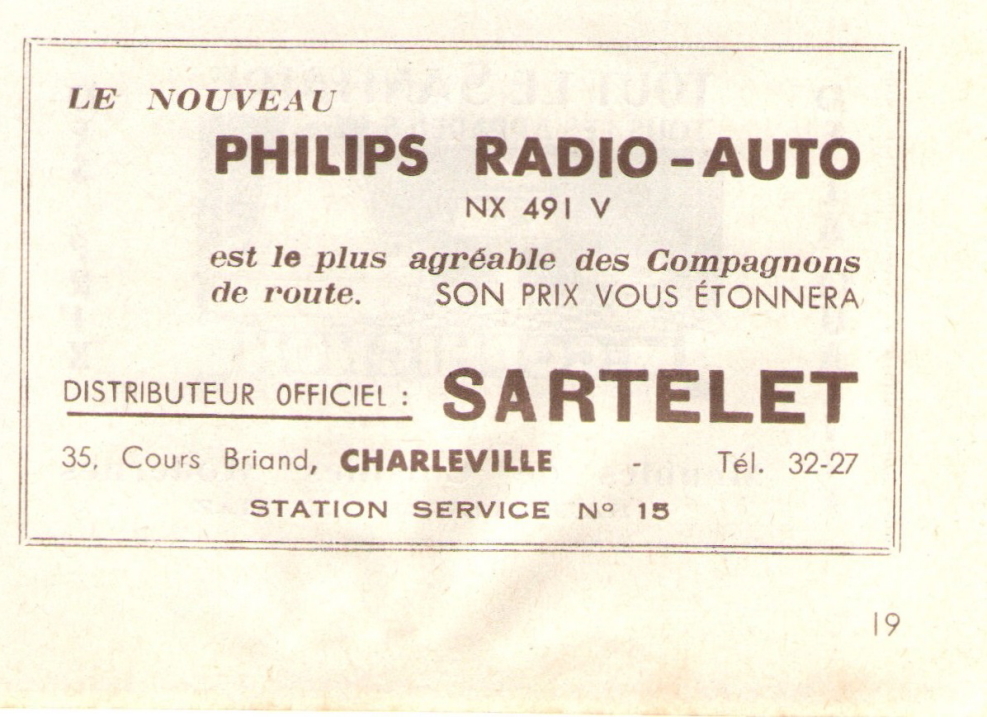 LE NOUVEAU
PHILIPS RADIO-AUTO
NX 491 V
est le plus agréable des Compagnons
de route. SON PRIX VOUS ÉTONNERA
DISTRIBUTEUR OFFICIEL : SARTELET
35, Cours Briand, CHARLEVILLE - Tél. 32-27
STATION SERVICE N° 15
19